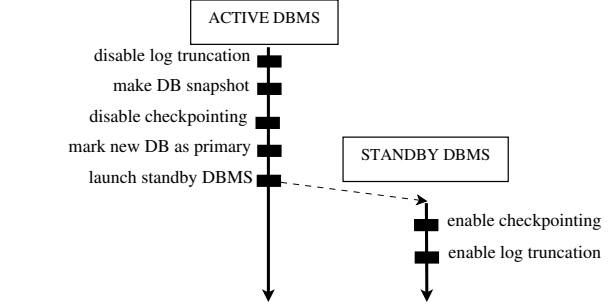 ACTIVE DBMS
disable log truncation
make DB snapshot
disable checkpointing
mark new DB as primary
launch standby DBMS
STANDBY DBMS
enable checkpointing
enable log truncation